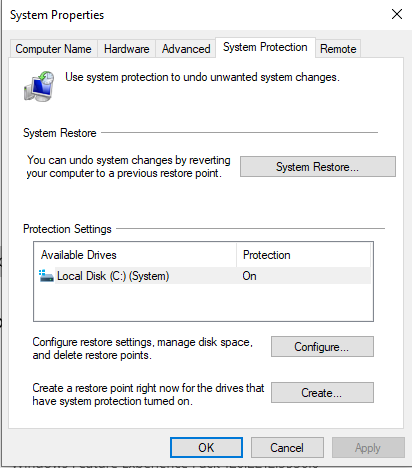 System Properties
Computer Name Hardware Advanced System Protection Remote
Use system protection to undo unwanted system changes.
System Restore
You can undo system changes by reverting
your computer to a previous restore point.
System Restore...
Protection Settings
Available Drives Protection
Local Disk (C:) (System) On
Configure restore settings, manage disk space,
and delete restore points.
Configure...
Create a restore point right now for the drives that
have system protection turned on.
Create...
OK Cancel Apply